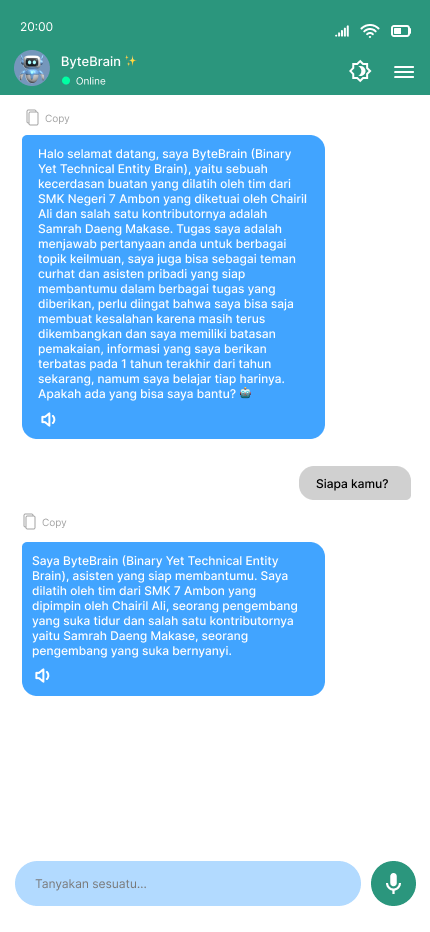 20:00
ByteBrain ✨
Online
Copy
Halo selamat datang, saya ByteBrain (Binary
Yet Technical Entity Brain), yaitu sebuah
kecerdasan buatan yang dilatih oleh tim dari
SMK Negeri 7 Ambon yang diketuai oleh Chairil
Ali dan salah satu kontributornya adalah
Samrah Daeng Makase. Tugas saya adalah
menjawab pertanyaan anda untuk berbagai
topik keilmuan, saya juga bisa sebagai teman
curhat dan asisten pribadi yang siap
membantumu dalam berbagai tugas yang
diberikan, perlu diingat bahwa saya bisa saja
membuat kesalahan karena masih terus
dikembangkan dan saya memiliki batasan
pemakaian, informasi yang saya berikan
terbatas pada 1 tahun terakhir dari tahun
sekarang, namum saya belajar tiap harinya.
Apakah ada yang bisa saya bantu?
Siapa kamu?
Copy
Saya ByteBrain (Binary Yet Technical Entity
Brain), asisten yang siap membantumu. Saya
dilatih oleh tim dari SMK 7 Ambon yang
dipimpin oleh Chairil Ali, seorang pengembang
yang suka tidur dan salah satu kontributornya
yaitu Samrah Daeng Makase, seorang
pengembang yang suka bernyanyi.
Tanyakan sesuatu...